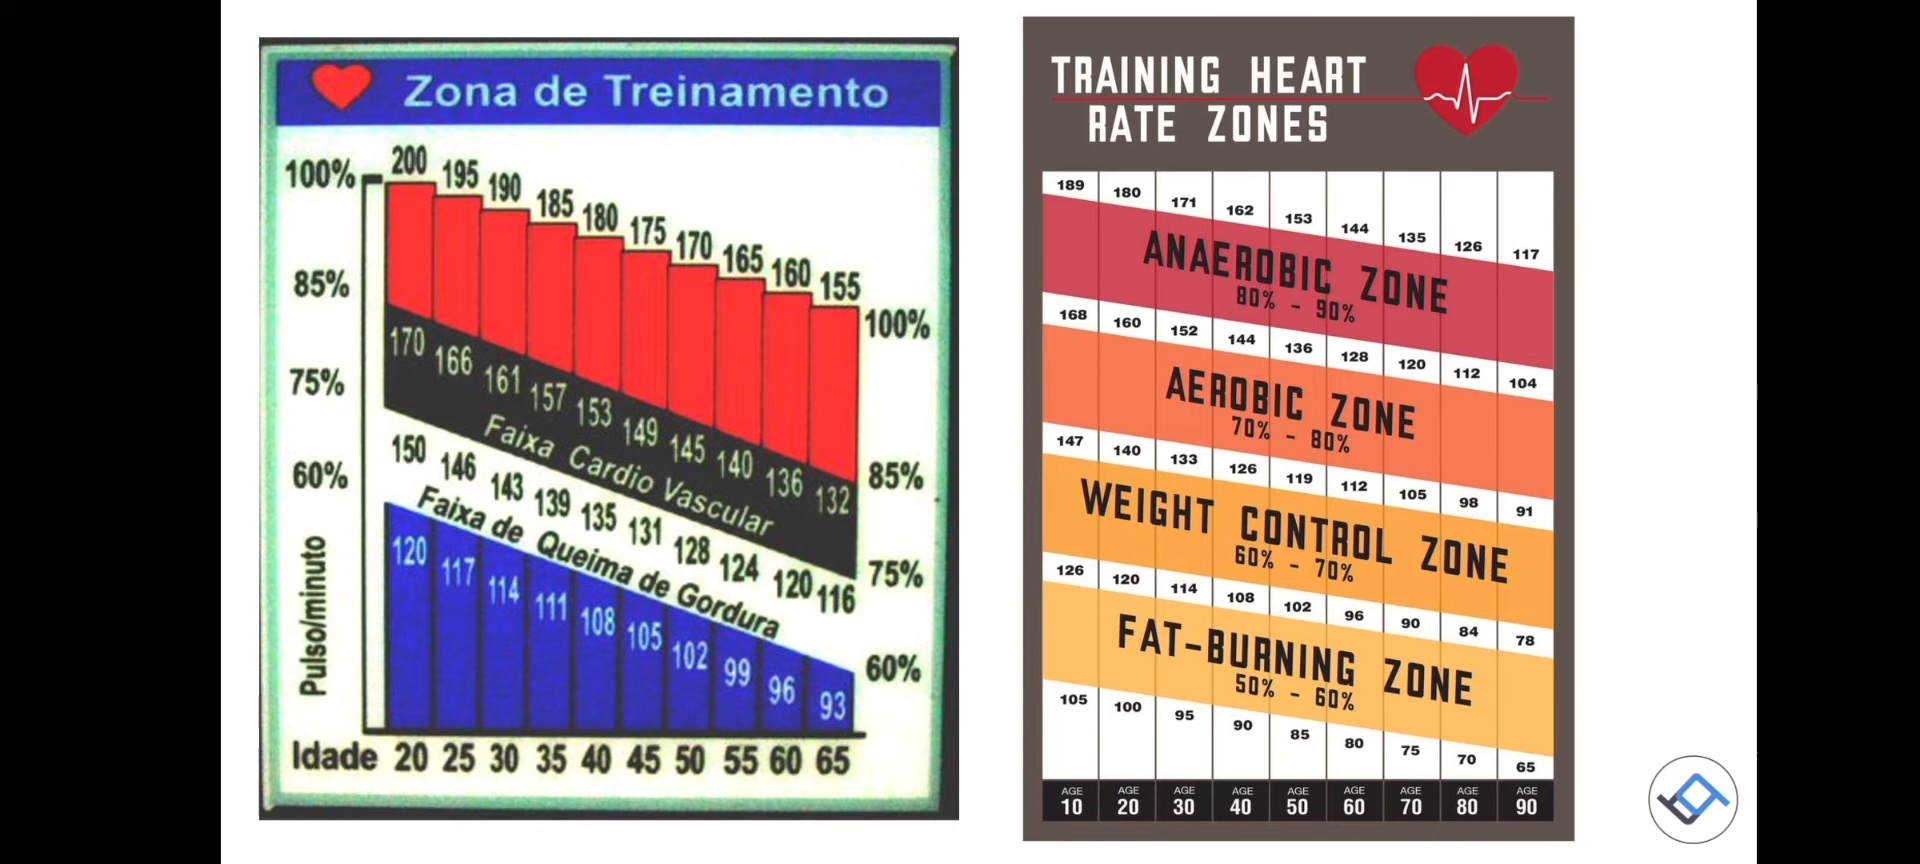 Zona de Treinamento
100%
200 195 190 185 180 175 170 165 160 155
100%
85%
170 166 161 157 153 149 145 140 136 132
85%
75%
Faixa Cardio Vascular
150 146 143 139 135 131 128 124 120 116
75%
60%
Faixa de Queima de Gordura
120 117 114 111 108 105 102 99 96 93
60%
Pulso/minuto
Idade 20 25 30 35 40 45 50 55 60 65
TRAINING HEART
RATE ZONES
189 180 171 162 153 144 135 126 117
ANAEROBIC ZONE
80% - 90%
168 160 152 144 136 128 120 112 104
AEROBIC ZONE
70% - 80%
147 140 133 126 119 112 105 98 91
WEIGHT CONTROL ZONE
60% - 70%
126 120 114 108 102 96 90 84 78
FAT-BURNING ZONE
50% - 60%
105 100 95 90 85 80 75 70 65
AGE AGE AGE AGE AGE AGE AGE AGE AGE
10 20 30 40 50 60 70 80 90